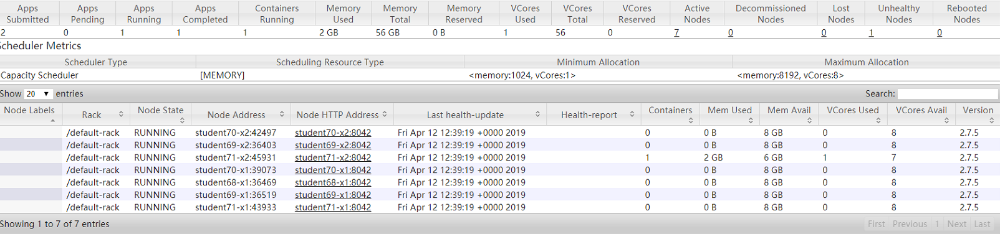 Apps Submitted Apps Pending Apps Running Apps Completed Containers Running Memory Used Memory Total Memory Reserved VCores Used VCores Total VCores Reserved Active Nodes Decommissioned Nodes Lost Nodes Unhealthy Nodes Rebooted Nodes
2 0 1 1 1 2 GB 56 GB 0 B 1 56 0 7 0 0 1 0
Scheduler Metrics
Scheduler Type Scheduling Resource Type Minimum Allocation Maximum Allocation
Capacity Scheduler [MEMORY] <memory:1024, vCores:1> <memory:8192, vCores:8>
Show 20 entries Search:
Node Labels Rack Node State Node Address Node HTTP Address Last health-update Health-report Containers Mem Used Mem Avail VCores Used VCores Avail Version
/default-rack RUNNING student70-x2:42497 student70-x2:8042 Fri Apr 12 12:39:19 +0000 2019 0 0 B 8 GB 0 8 2.7.5
/default-rack RUNNING student69-x2:36403 student69-x2:8042 Fri Apr 12 12:39:19 +0000 2019 0 0 B 8 GB 0 8 2.7.5
/default-rack RUNNING student71-x2:45931 student71-x2:8042 Fri Apr 12 12:39:19 +0000 2019 1 2 GB 6 GB 1 7 2.7.5
/default-rack RUNNING student70-x1:39073 student70-x1:8042 Fri Apr 12 12:39:19 +0000 2019 0 0 B 8 GB 0 8 2.7.5
/default-rack RUNNING student68-x1:36469 student68-x1:8042 Fri Apr 12 12:39:19 +0000 2019 0 0 B 8 GB 0 8 2.7.5
/default-rack RUNNING student69-x1:36519 student69-x1:8042 Fri Apr 12 12:39:19 +0000 2019 0 0 B 8 GB 0 8 2.7.5
/default-rack RUNNING student71-x1:43933 student71-x1:8042 Fri Apr 12 12:39:19 +0000 2019 0 0 B 8 GB 0 8 2.7.5
Showing 1 to 7 of 7 entries First Previous 1 Next Last